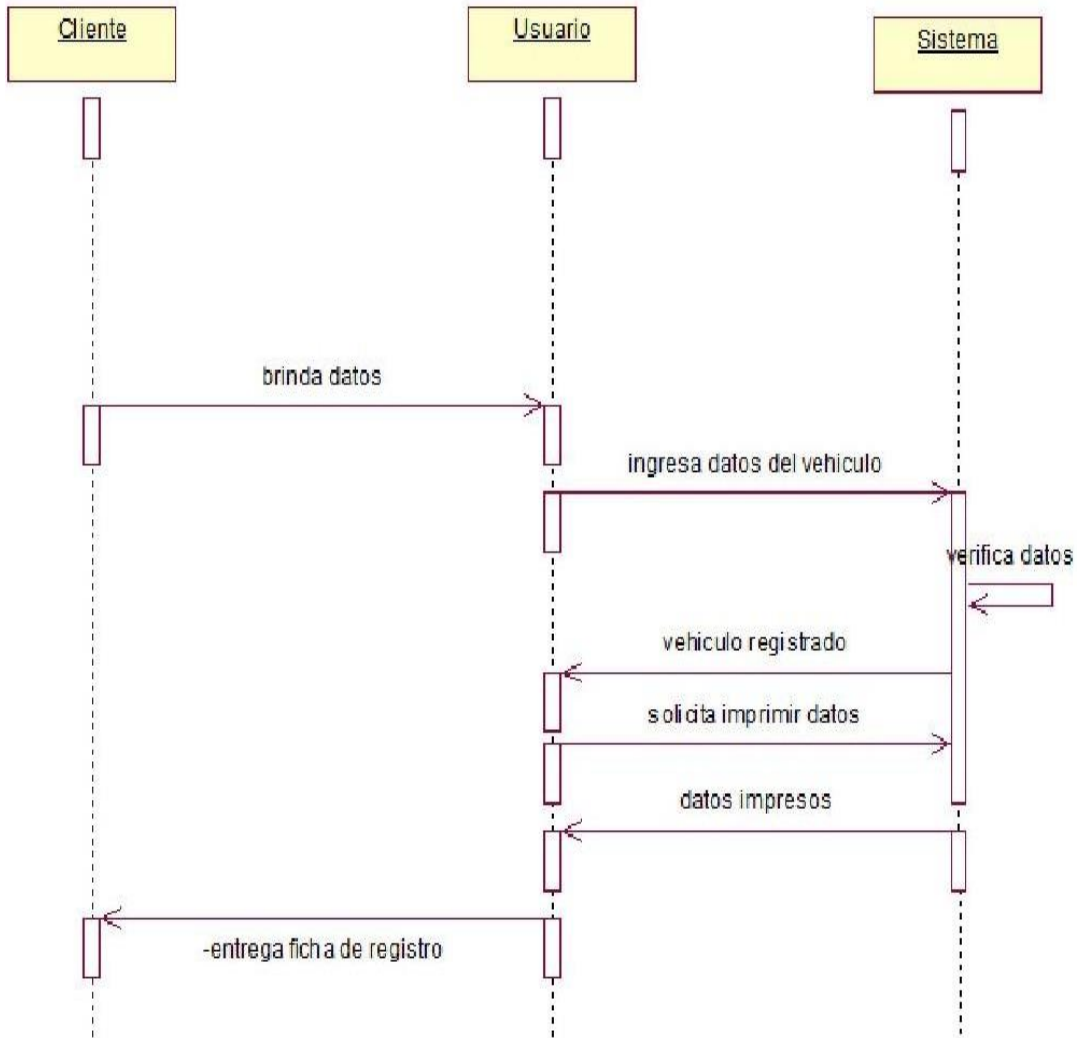 Cliente
Usuario
Sistema
brinda datos
ingresa datos del vehiculo
verifica datos
vehiculo registrado
solicita imprimir datos
datos impresos
-entrega ficha de registro